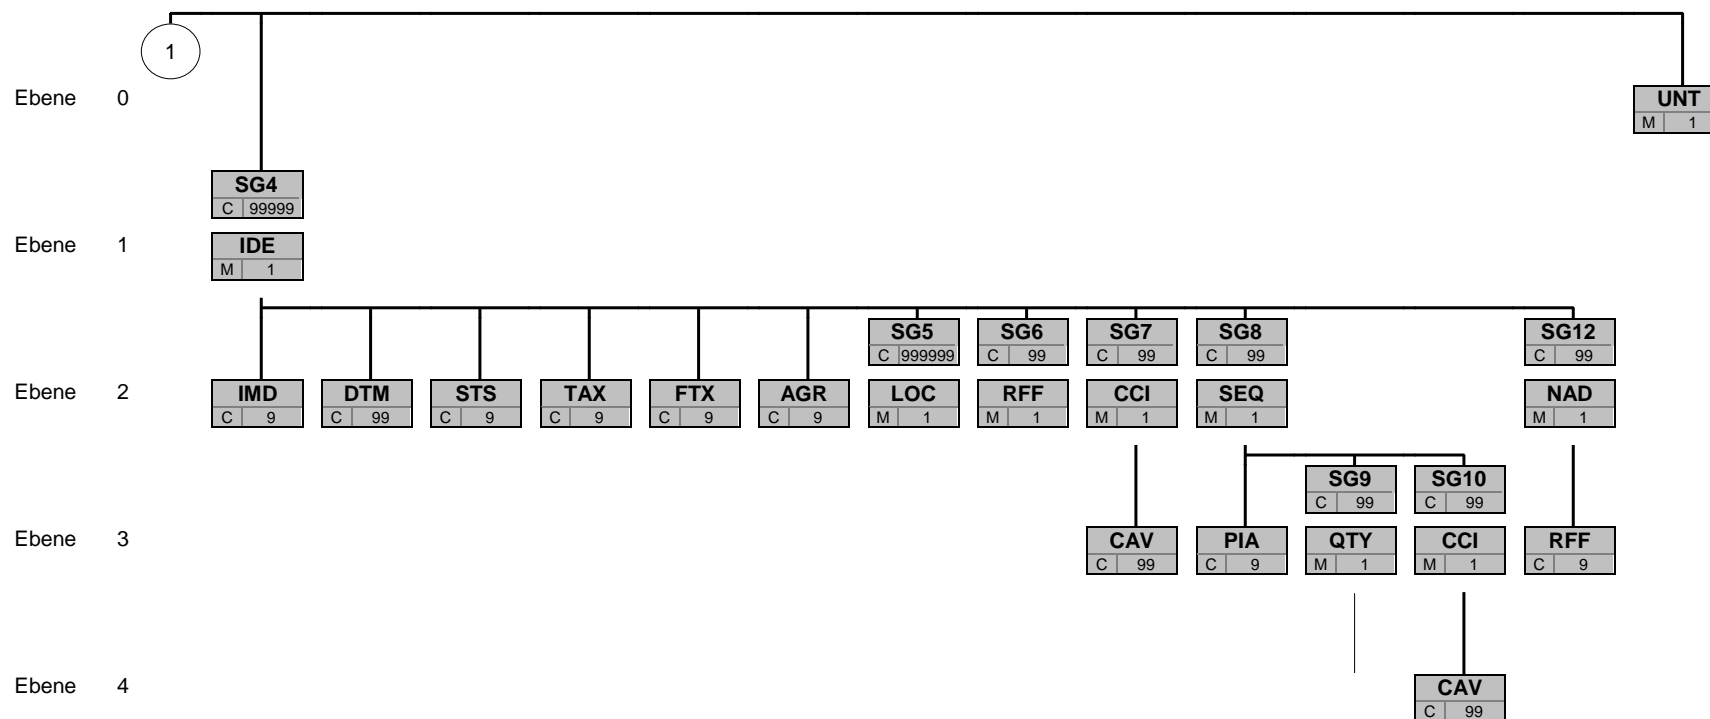 1
Ebene 0
UNT
M 1
SG4
C 99999
Ebene 1
IDE
M 1
SG5 SG6 SG7 SG8 SG12
C 999999 C 99 C 99 C 99 C 99
Ebene 2
IMD DTM STS TAX FTX AGR LOC RFF CCI SEQ NAD
C 9 C 99 C 9 C 9 C 9 C 9 M 1 M 1 M 1 M 1 M 1
SG9 SG10
C 99 C 99
Ebene 3
CAV PIA QTY CCI RFF
C 99 C 9 M 1 M 1 C 9
Ebene 4
CAV
C 99